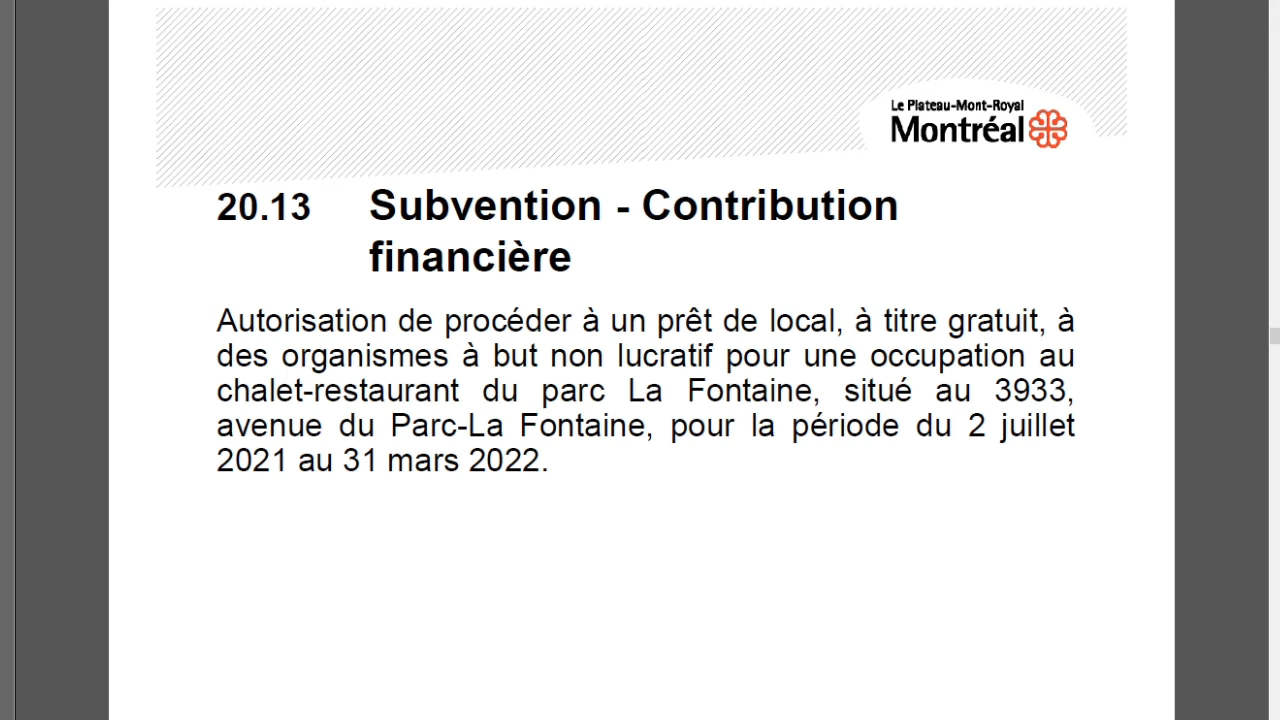 Le Plateau-Mont-Royal
Montréal
20.13 Subvention - Contribution
financière
Autorisation de procéder à un prêt de local, à titre gratuit, à
des organismes à but non lucratif pour une occupation au
chalet-restaurant du parc La Fontaine, situé au 3933,
avenue du Parc-La Fontaine, pour la période du 2 juillet
2021 au 31 mars 2022.